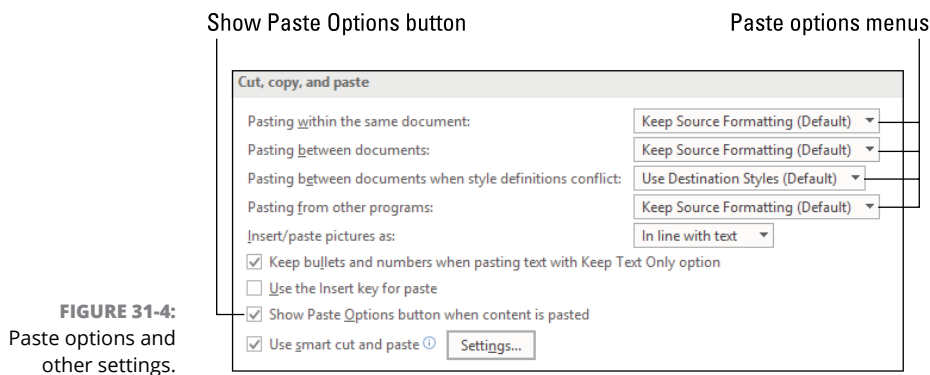 Show Paste Options button
Paste options menus
Cut, copy, and paste
Pasting within the same document: Keep Source Formatting (Default)
Pasting between documents: Keep Source Formatting (Default)
Pasting between documents when style definitions conflict: Use Destination Styles (Default)
Pasting from other programs: Keep Source Formatting (Default)
Insert/paste pictures as: In line with text
Keep bullets and numbers when pasting text with Keep Text Only option
Use the Insert key for paste
Show Paste Options button when content is pasted
Use smart cut and paste Settings...
FIGURE 31-4:
Paste options and
other settings.